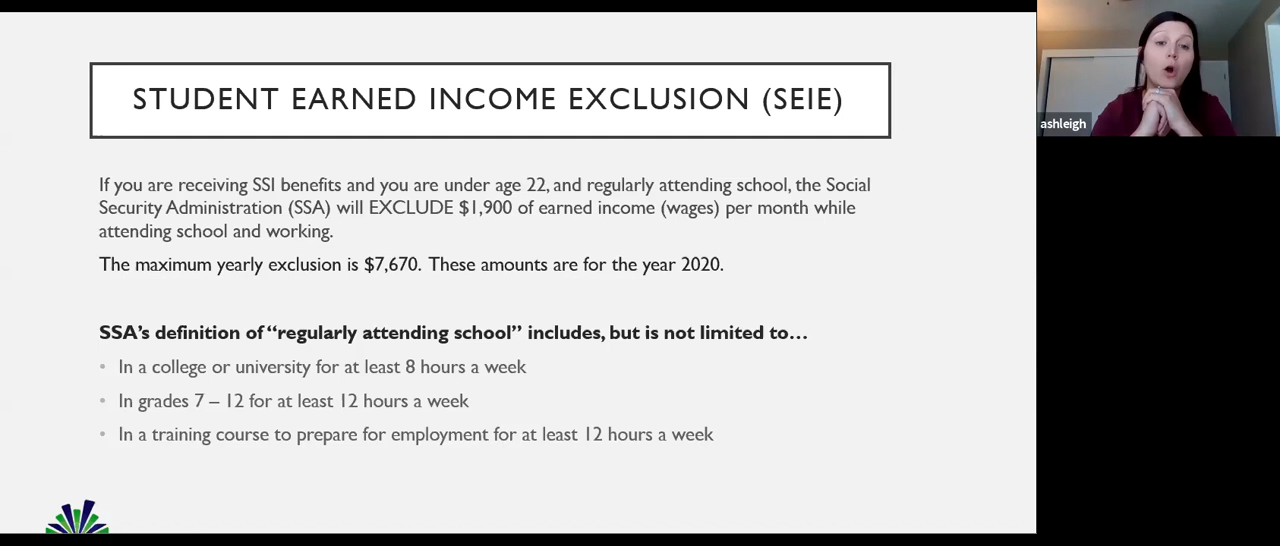 STUDENT EARNED INCOME EXCLUSION (SEIE)
If you are receiving SSI benefits and you are under age 22, and regularly attending school, the Social
Security Administration (SSA) will EXCLUDE $1,900 of earned income (wages) per month while
attending school and working.
The maximum yearly exclusion is $7,670. These amounts are for the year 2020.
SSA's definition of “regularly attending school” includes, but is not limited to…
• In a college or university for at least 8 hours a week
• In grades 7 – 12 for at least 12 hours a week
• In a training course to prepare for employment for at least 12 hours a week
ashleigh